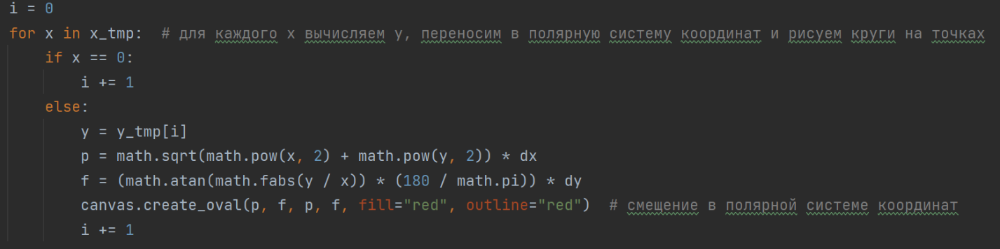 i = 0
for x in x_tmp:  # для каждого x вычисляем y, переносим в полярную систему координат и рисуем круги на точках
    if x == 0:
        i += 1
    else:
        y = y_tmp[i]
        p = math.sqrt(math.pow(x, 2) + math.pow(y, 2)) * dx
        f = (math.atan(math.fabs(y / x)) * (180 / math.pi)) * dy
        canvas.create_oval(p, f, p, f, fill="red", outline="red")  # смещение в полярной системе координат
        i += 1